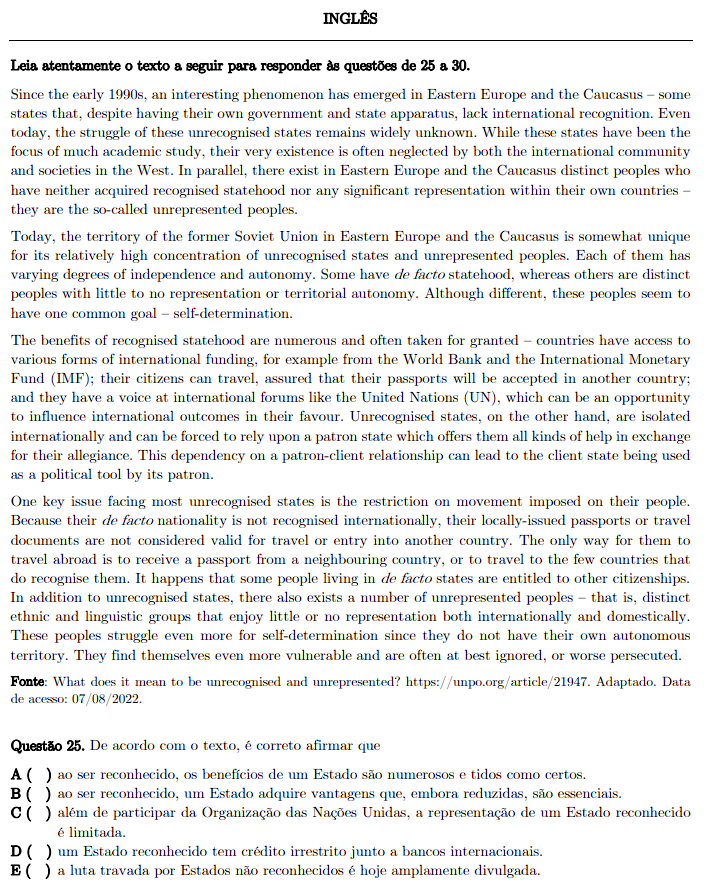 INGLÊS
Leia atentamente o texto a seguir para responder às questões de 25 a 30.
Since the early 1990s, an interesting phenomenon has emerged in Eastern Europe and the Caucasus – some
states that, despite having their own government and state apparatus, lack international recognition. Even
today, the struggle of these unrecognised states remains widely unknown. While these states have been the
focus of much academic study, their very existence is often neglected by both the international community
and societies in the West. In parallel, there exist in Eastern Europe and the Caucasus distinct peoples who
have neither acquired recognised statehood nor any significant representation within their own countries –
they are the so-called unrepresented peoples.
Today, the territory of the former Soviet Union in Eastern Europe and the Caucasus is somewhat unique
for its relatively high concentration of unrecognised states and unrepresented peoples. Each of them has
varying degrees of independence and autonomy. Some have de facto statehood, whereas others are distinct
peoples with little to no representation or territorial autonomy. Although different, these peoples seem to
have one common goal – self-determination.
The benefits of recognised statehood are numerous and often taken for granted – countries have access to
various forms of international funding, for example from the World Bank and the International Monetary
Fund (IMF); their citizens can travel, assured that their passports will be accepted in another country;
and they have a voice at international forums like the United Nations (UN), which can be an opportunity
to influence international outcomes in their favour. Unrecognised states, on the other hand, are isolated
internationally and can be forced to rely upon a patron state which offers them all kinds of help in exchange
for their allegiance. This dependency on a patron-client relationship can lead to the client state being used
as a political tool by its patron.
One key issue facing most unrecognised states is the restriction on movement imposed on their people.
Because their de facto nationality is not recognised internationally, their locally-issued passports or travel
documents are not considered valid for travel or entry into another country. The only way for them to
travel abroad is to receive a passport from a neighbouring country, or to travel to the few countries that
do recognise them. It happens that some people living in de facto states are entitled to other citizenships.
In addition to unrecognised states, there also exists a number of unrepresented peoples – that is, distinct
ethnic and linguistic groups that enjoy little or no representation both internationally and domestically.
These peoples struggle even more for self-determination since they do not have their own autonomous
territory. They find themselves even more vulnerable and are often at best ignored, or worse persecuted.
Fonte: What does it mean to be unrecognised and unrepresented? https://unpo.org/article/21947. Adaptado. Data
de acesso: 07/08/2022.
Questão 25. De acordo com o texto, é correto afirmar que
A ( ) ao ser reconhecido, os benefícios de um Estado são numerosos e tidos como certos.
B ( ) ao ser reconhecido, um Estado adquire vantagens que, embora reduzidas, são essenciais.
C ( ) além de participar da Organização das Nações Unidas, a representação de um Estado reconhecido
é limitada.
D ( ) um Estado reconhecido tem crédito irrestrito junto a bancos internacionais.
E ( ) a luta travada por Estados não reconhecidos é hoje amplamente divulgada.